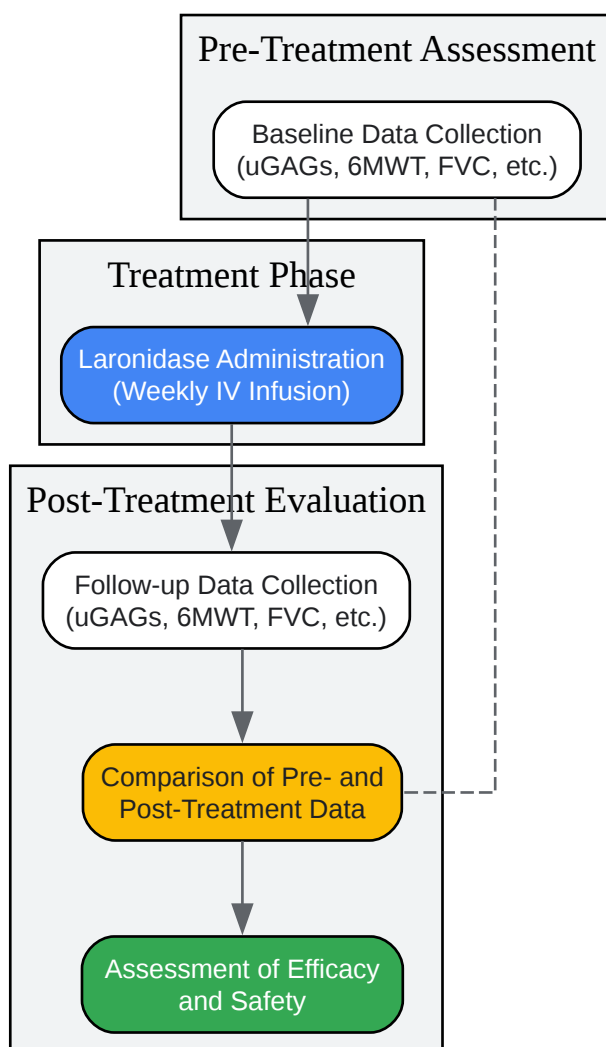 Pre-Treatment Assessment
Baseline Data Collection
(uGAGs, 6MWT, FVC, etc.)
Treatment Phase
Laronidase Administration
(Weekly IV Infusion)
Post-Treatment Evaluation
Follow-up Data Collection
(uGAGs, 6MWT, FVC, etc.)
Comparison of Pre- and
Post-Treatment Data
Assessment of Efficacy
and Safety